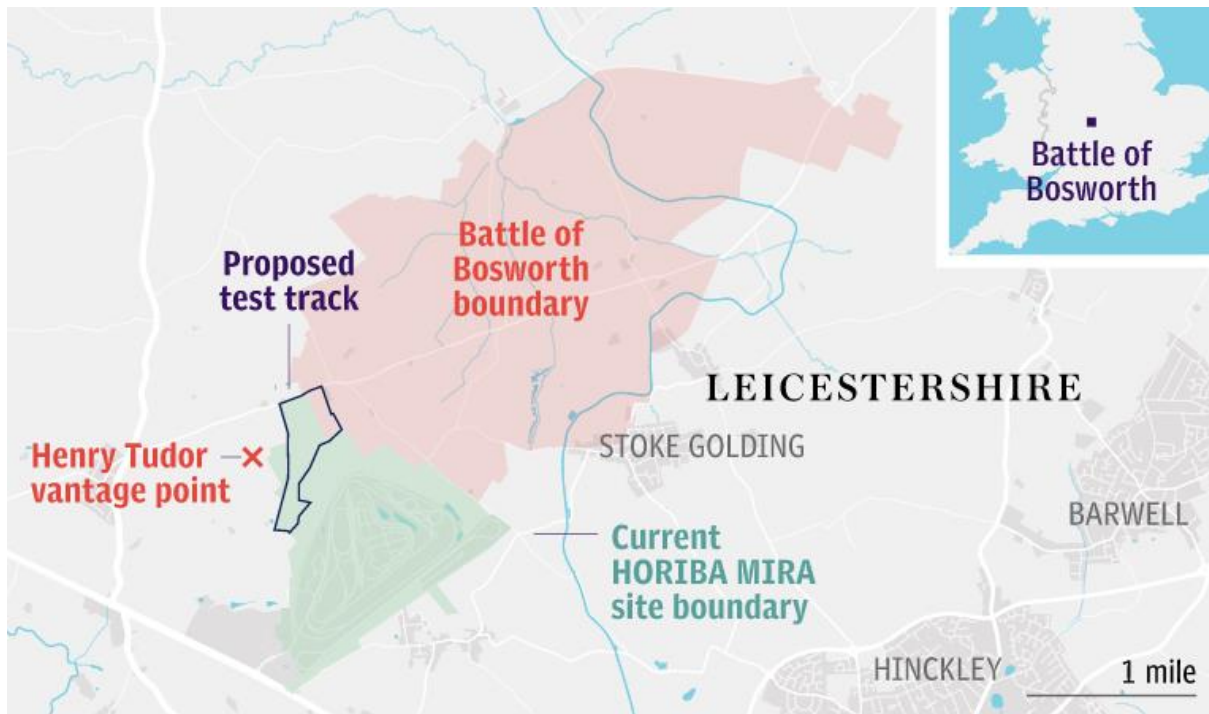 Battle of
Bosworth
Proposed
test track
Battle of
Bosworth
boundary
LEICESTERSHIRE
Henry Tudor
vantage point
STOKE GOLDING
BARWELL
Current
HORIBA MIRA
site boundary
HINCKLEY
1 mile